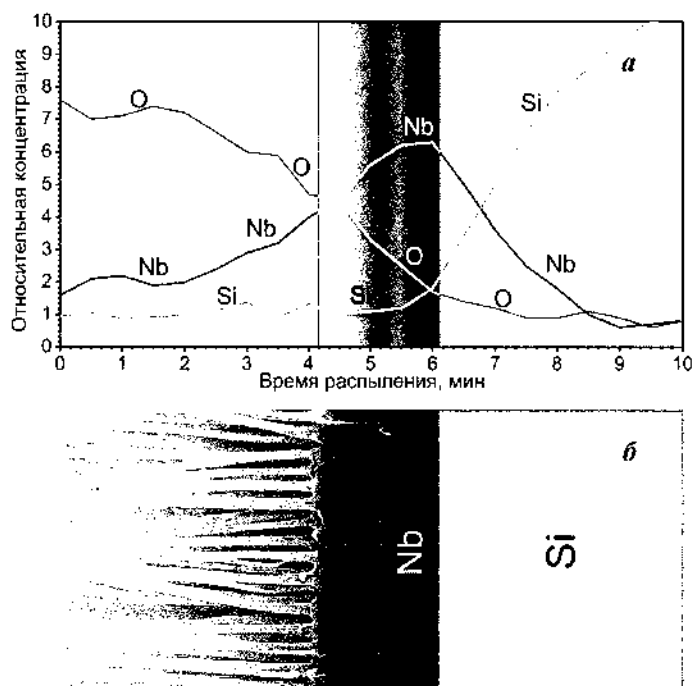 10
9
8
7
6
5
4
3
2
1
0
Относительная концентрация
а
O
O
Nb
Nb
Si
Nb
O
Si
Si
Nb
O
0 1 2 3 4 5 6 7 8 9 10
Время распыления, мин
б
Nb
Si